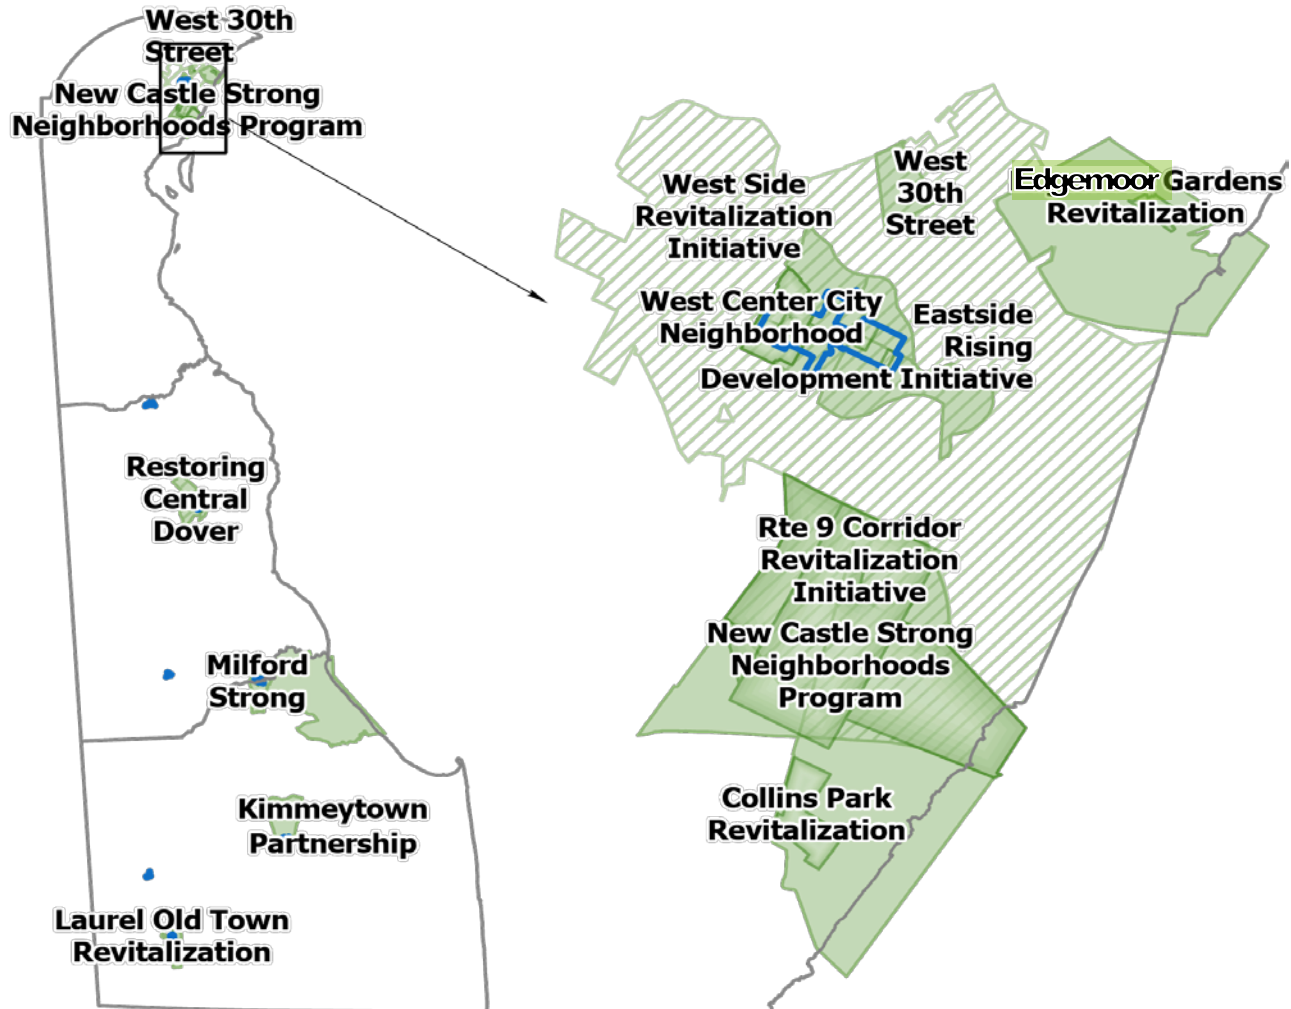 West 30th
Street
New Castle Strong
Neighborhoods Program
Restoring
Central
Dover
Milford
Strong
Kimmeytown
Partnership
Laurel Old Town
Revitalization
West Side
Revitalization
Initiative
West
30th
Street
Edgemoor Gardens
Revitalization
West Center City
Neighborhood
Eastside
Rising
Development Initiative
Rte 9 Corridor
Revitalization
Initiative
New Castle Strong
Neighborhoods
Program
Collins Park
Revitalization